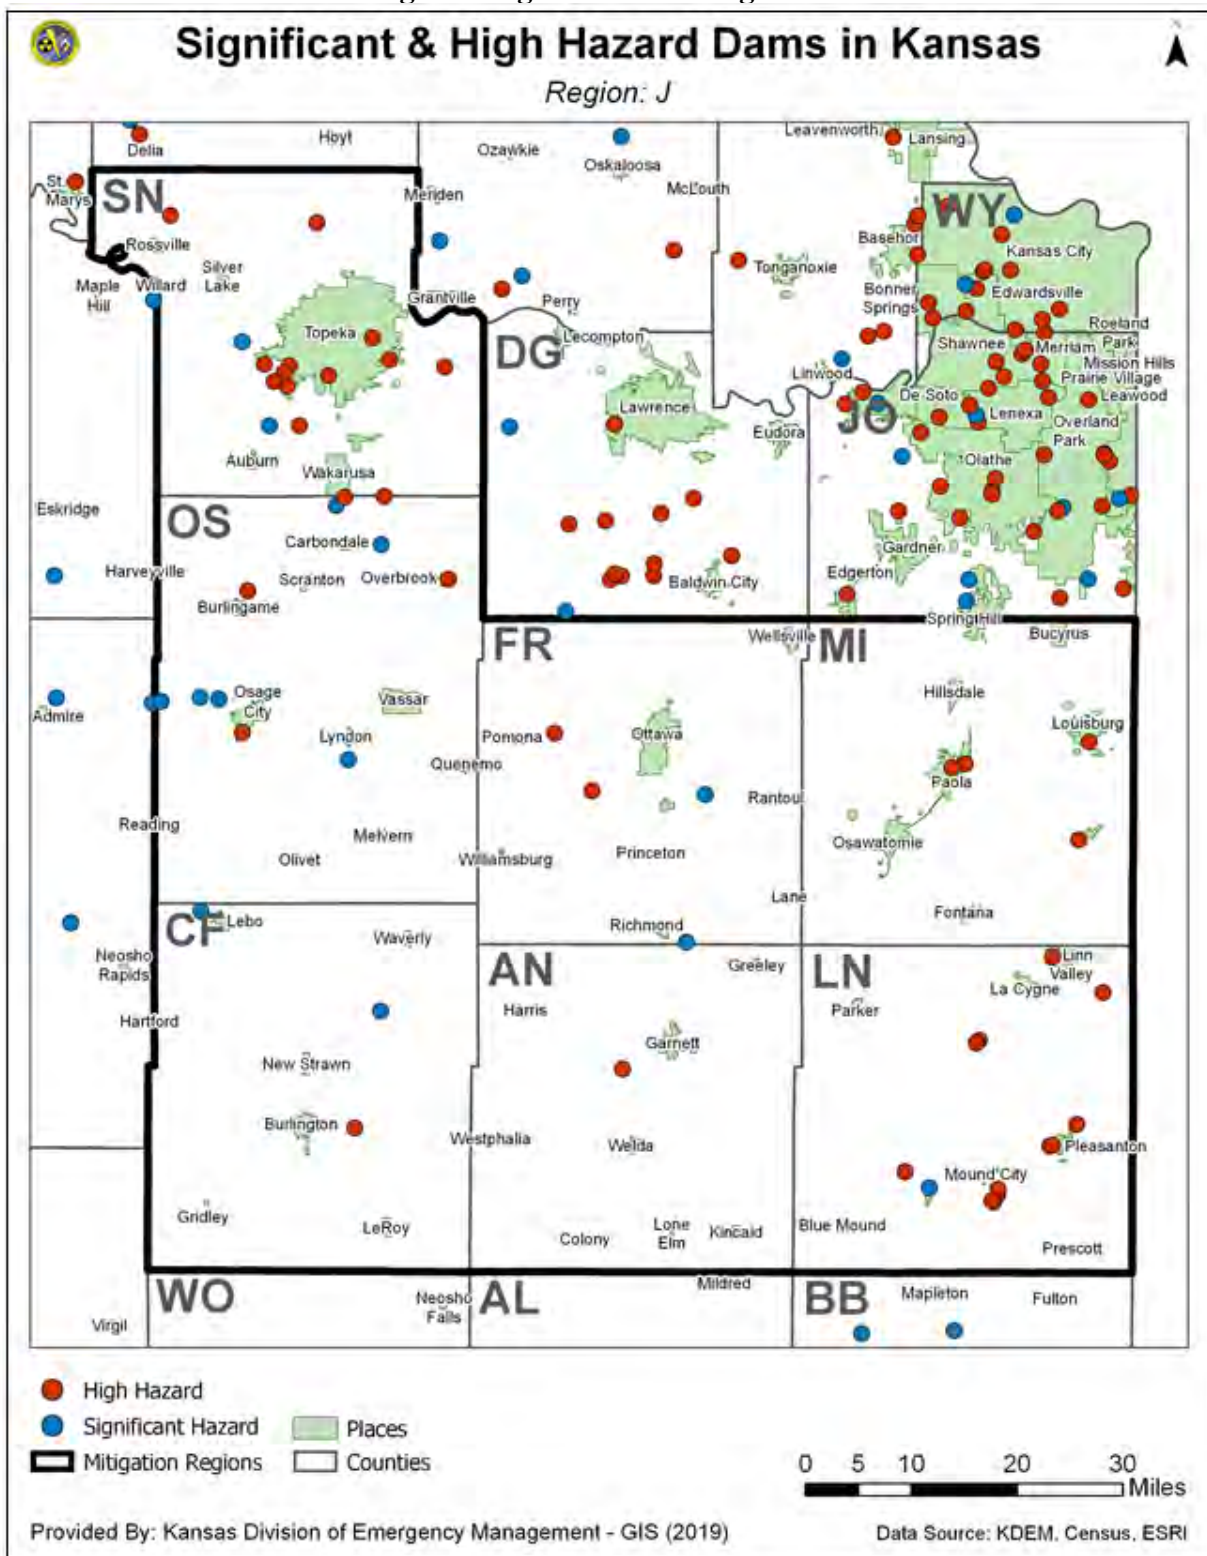 Significant & High Hazard Dams in Kansas
Region: J
Delia
Hoyt
Ozawkie
Oskaloosa
Leavenworth
Lansing
St.
Marys
SN
Meriden
McLouth
WY
Rossville
Basehor
Kansas City
Maple
Hill
Willard
Silver
Lake
Grantville
Perry
Tonganoxie
Bonner
Springs
Edwardsville
Topeka
DG
Lecompton
Roeland
Park
Shawnee
Merriam
Mission Hills
Linwood
Prairie Village
De Soto
Leawood
Lawrence
JO
Lenexa
Overland
Park
Eudora
Auburn
Wakarusa
Olathe
Eskridge
OS
Carbondale
Gardner
Harveyville
Scranton
Overbrook
Baldwin City
Edgerton
Burlingame
Spring Hill
FR
Wellsville
MI
Bucyrus
Admire
Osage
City
Vassar
Hillsdale
Louisburg
Lyndon
Pomona
Ottawa
Quenemo
Paola
Rantoul
Reading
Melvern
Osawatomie
Olivet
Williamsburg
Princeton
Lane
CF
Lebo
Richmond
Fontana
Waverly
Neosho
Rapids
AN
Greeley
LN
Linn
Valley
La Cygne
Hartford
Harris
Parker
Garnett
New Strawn
Burlington
Westphalia
Welda
Pleasanton
Mound City
Gridley
LeRoy
Colony
Lone
Elm
Kincaid
Blue Mound
Prescott
WO
Neosho
Falls
AL
Mildred
BB
Mapleton
Fulton
Virgil
High Hazard
Significant Hazard
Places
Mitigation Regions
Counties
0 5 10 20 30
Miles
Provided By: Kansas Division of Emergency Management - GIS (2019)
Data Source: KDEM, Census, ESRI